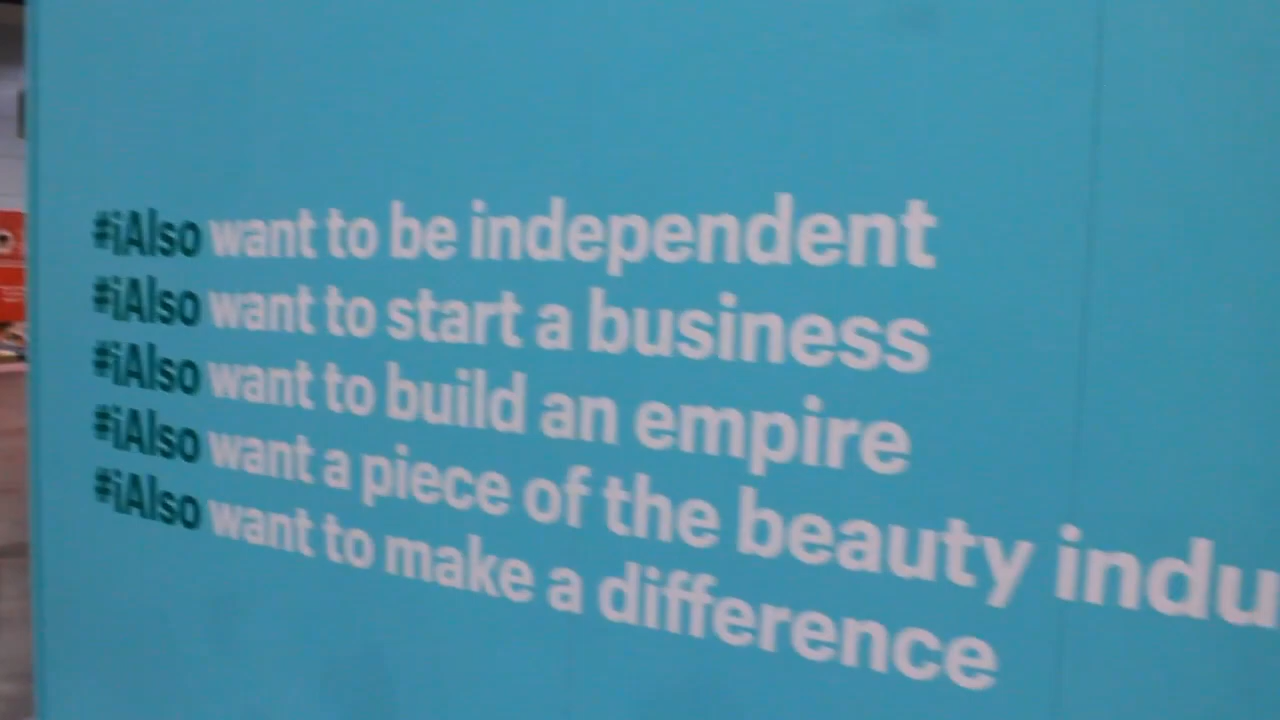 #iAlso want to be independent
#iAlso want to start a business
#iAlso want to build an empire
#iAlso want a piece of the beauty indu
#iAlso want to make a difference